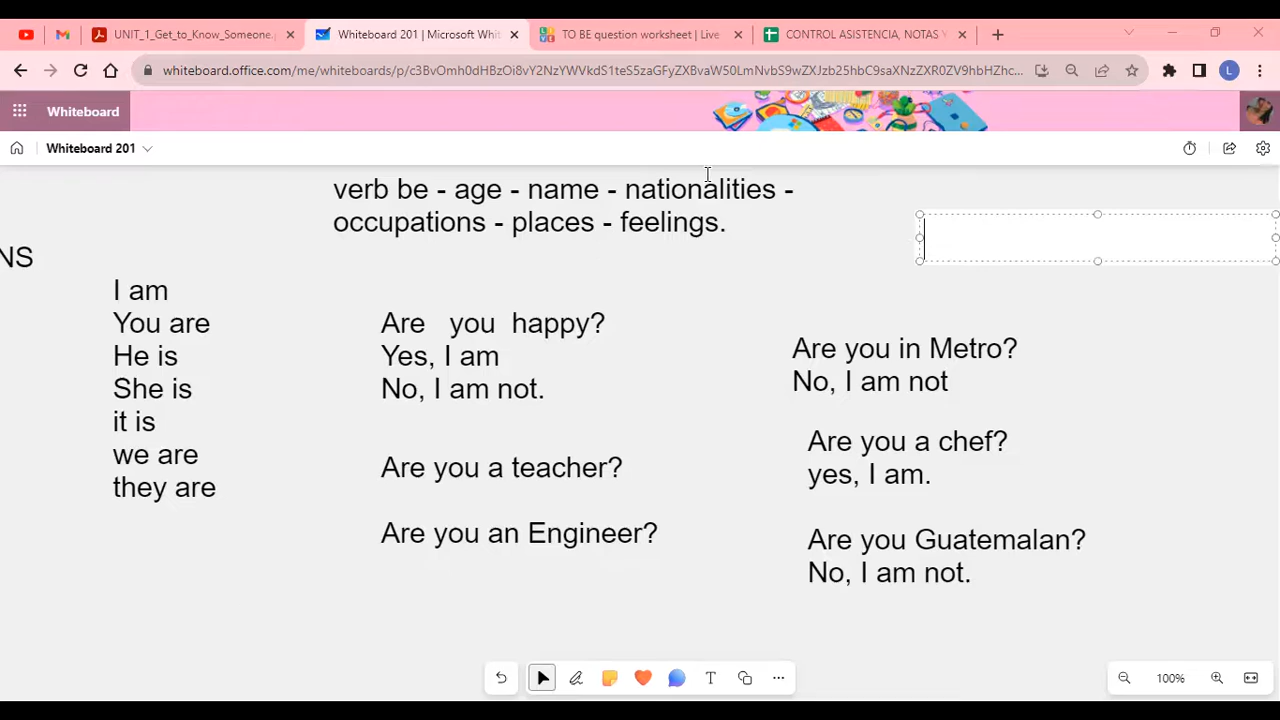 UNIT_1_Get_to_Know_Someone.
Whiteboard 201 | Microsoft Whit
TO BE question worksheet | Live
CONTROL ASISTENCIA, NOTAS Y
whiteboard.office.com/me/whiteboards/p/c3BvOmh0dHBzOi8vY2NzYWVkdS1teS5zaGFyZXBvaW50LmNvbS9wZXJzb25hbC9saXNzZXR0ZV9hbHZhc...
L
Whiteboard
Whiteboard 201
verb be - age - name - nationalities -
occupations - places - feelings.
NS
I am
You are
He is
She is
it is
we are
they are
Are you happy?
Yes, I am
No, I am not.
Are you a teacher?
Are you an Engineer?
Are you in Metro?
No, I am not
Are you a chef?
yes, I am.
Are you Guatemalan?
No, I am not.
100%